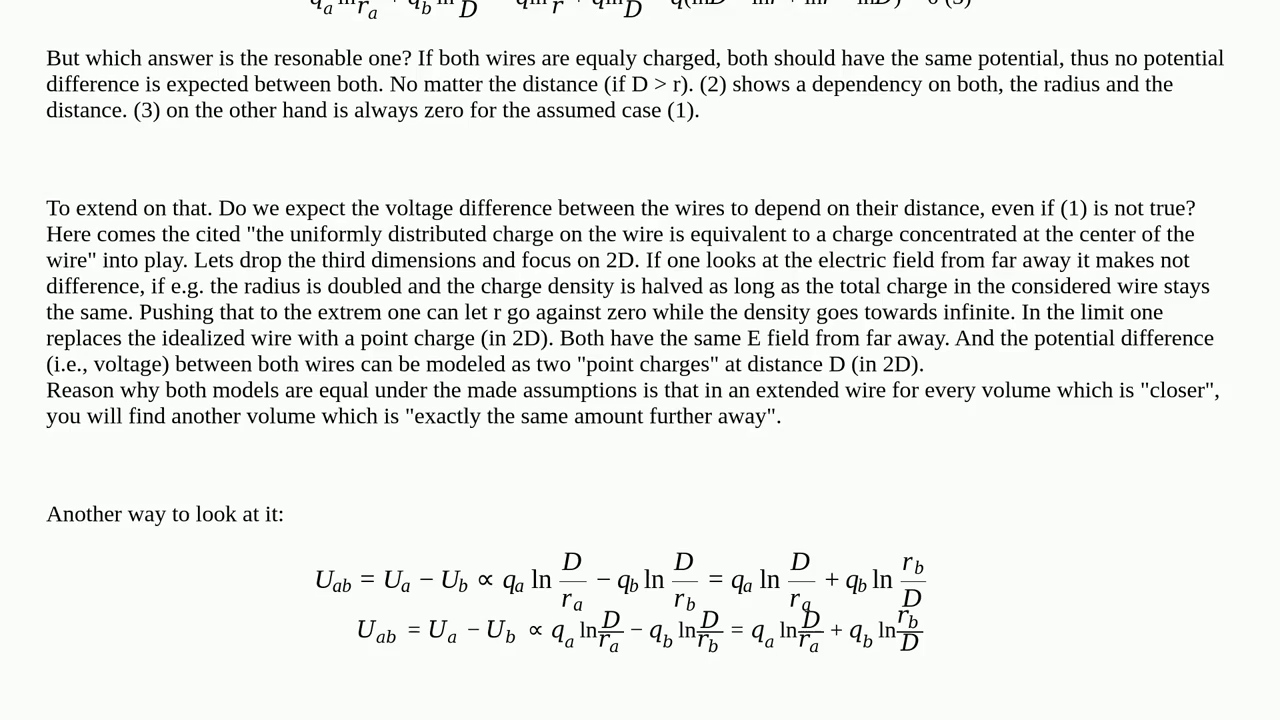 But which answer is the resonable one? If both wires are equaly charged, both should have the same potential, thus no potential
difference is expected between both. No matter the distance (if D > r). (2) shows a dependency on both, the radius and the
distance. (3) on the other hand is always zero for the assumed case (1).
To extend on that. Do we expect the voltage difference between the wires to depend on their distance, even if (1) is not true?
Here comes the cited "the uniformly distributed charge on the wire is equivalent to a charge concentrated at the center of the
wire" into play. Lets drop the third dimensions and focus on 2D. If one looks at the electric field from far away it makes not
difference, if e.g. the radius is doubled and the charge density is halved as long as the total charge in the considered wire stays
the same. Pushing that to the extrem one can let r go against zero while the density goes towards infinite. In the limit one
replaces the idealized wire with a point charge (in 2D). Both have the same E field from far away. And the potential difference
(i.e., voltage) between both wires can be modeled as two "point charges" at distance D (in 2D).
Reason why both models are equal under the made assumptions is that in an extended wire for every volume which is "closer",
you will find another volume which is "exactly the same amount further away".
Another way to look at it:
U_ab = U_a − U_b ∝ q_a ln D/r_a − q_b ln D/r_b = q_a ln D/r_a + q_b ln r_b/D
U_ab = U_a − U_b ∝ q_a ln D/r_a − q_b ln D/r_b = q_a ln D/r_a + q_b ln r_b/D